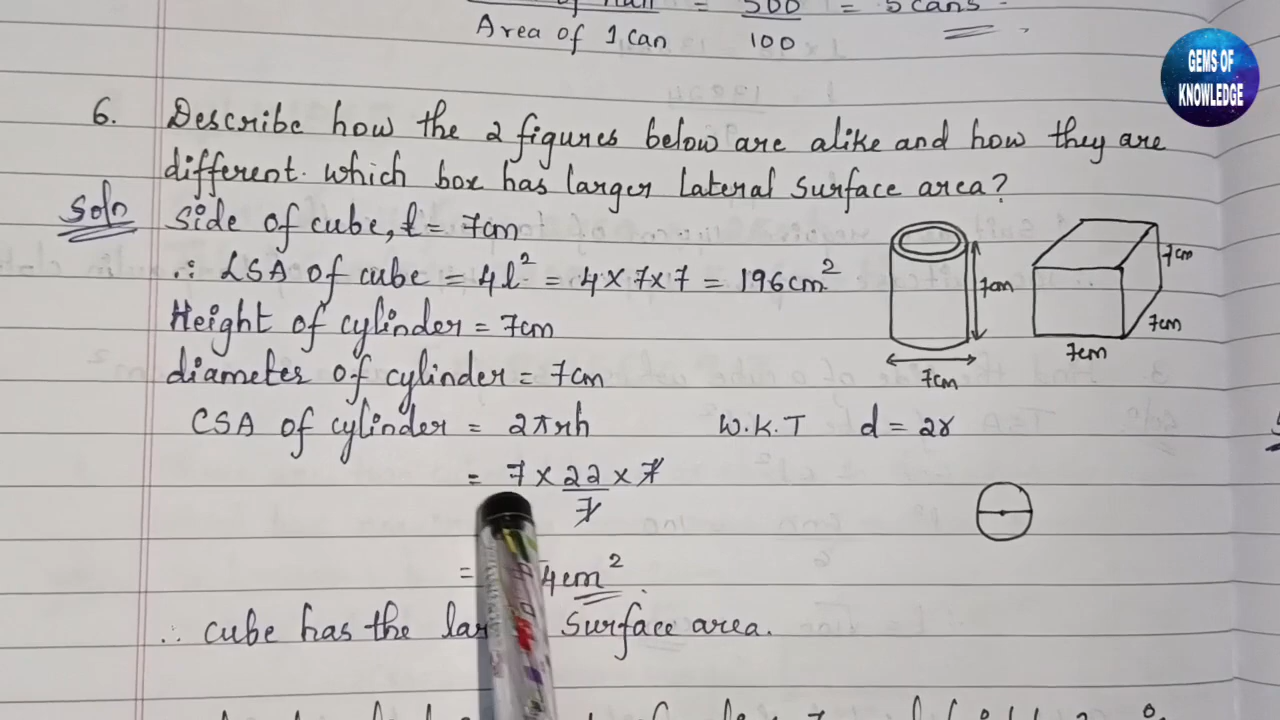 = 500 = 5 cans
Area of 1 can 100
GEMS OF
KNOWLEDGE
6. Describe how the 2 figures below are alike and how they are
different. which box has larger lateral surface area?
Soln Side of cube, l = 7cm
∴ LSA of cube = 4l² = 4 × 7 × 7 = 196cm²
Height of cylinder = 7cm
diameter of cylinder = 7cm
7cm
7cm
7cm
7cm
7cm
CSA of cylinder = 2πrh W.K.T d = 2r
= 7 × 22 × 7
7
= 4cm²
∴ cube has the surface area.